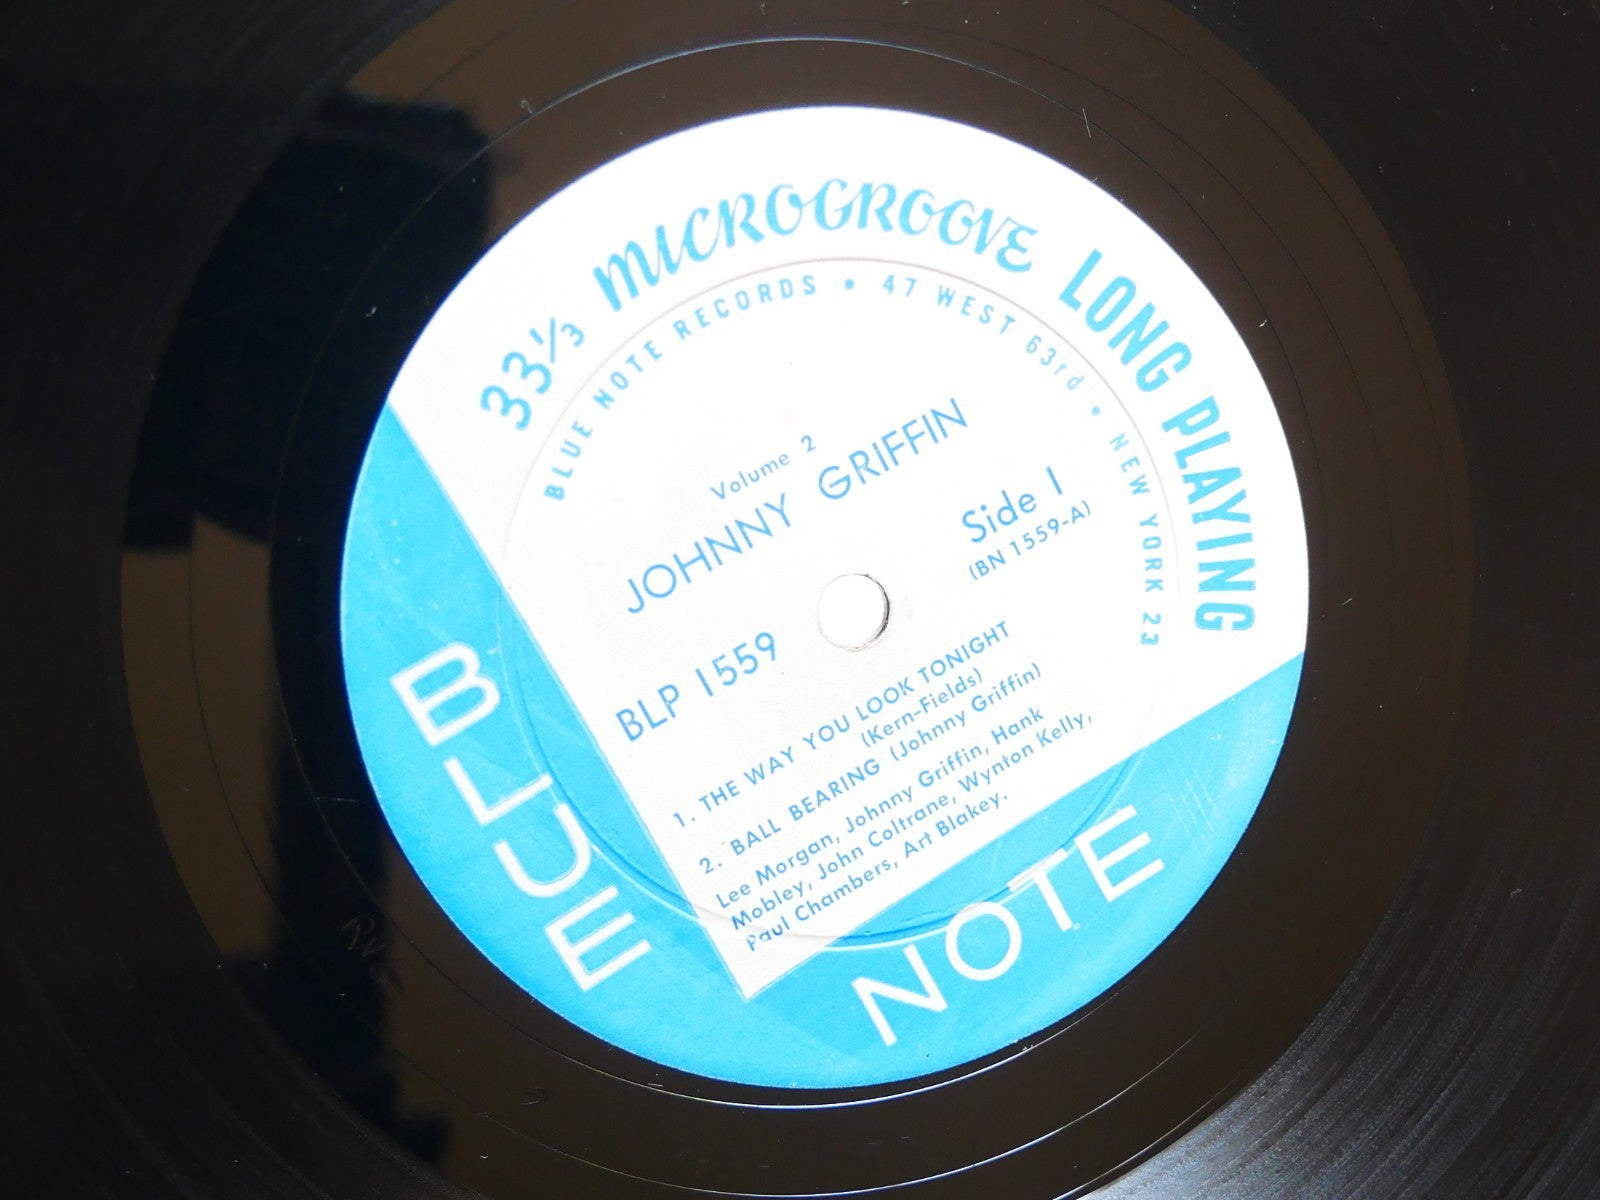 33⅓ MICROGROOVE LONG PLAYING
BLUE NOTE RECORDS • 47 WEST 63rd • NEW YORK 23
Volume 2
JOHNNY GRIFFIN
Side 1
(BN 1559-A)
BLP 1559
1. THE WAY YOU LOOK TONIGHT
(Kern-Fields)
2. BALL BEARING (Johnny Griffin)
Lee Morgan, Johnny Griffin, Hank
Mobley, John Coltrane, Wynton Kelly,
Paul Chambers, Art Blakey.
BLUE NOTE